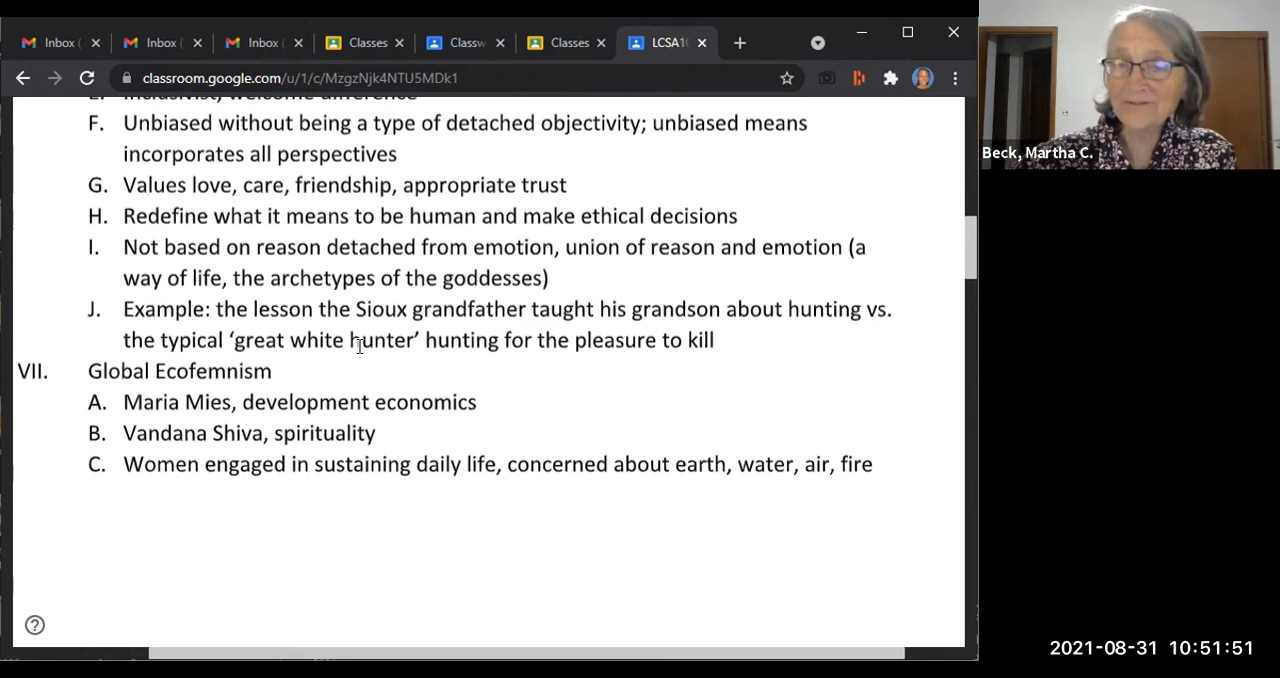 Inbox (
Inbox (
Inbox (
Classes
Classw
Classes
LCSA1
classroom.google.com/u/1/c/MzgzNjk4NTU5MDk1
Inclusivist, welcome difference
F. Unbiased without being a type of detached objectivity; unbiased means
incorporates all perspectives
G. Values love, care, friendship, appropriate trust
H. Redefine what it means to be human and make ethical decisions
I. Not based on reason detached from emotion, union of reason and emotion (a
way of life, the archetypes of the goddesses)
J. Example: the lesson the Sioux grandfather taught his grandson about hunting vs.
the typical ‘great white hunter’ hunting for the pleasure to kill
VII. Global Ecofemnism
A. Maria Mies, development economics
B. Vandana Shiva, spirituality
C. Women engaged in sustaining daily life, concerned about earth, water, air, fire
Beck, Martha C.
2021-08-31 10:51:51